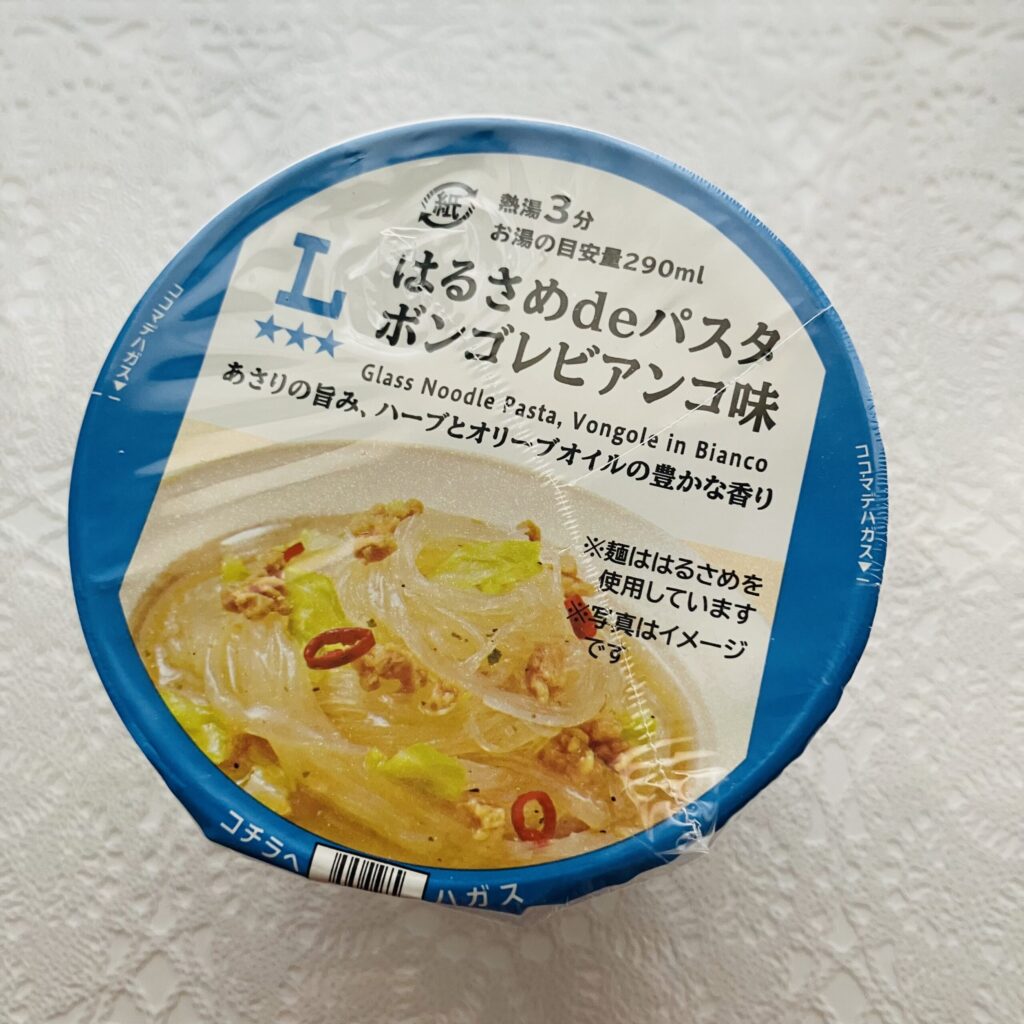 紙
熱湯3分
お湯の目安量290ml
L
はるさめdeパスタ
ボンゴレビアンコ味
Glass Noodle Pasta, Vongole in Bianco
あさりの旨み、ハーブとオリーブオイルの豊かな香り
※麺ははるさめを
使用しています
※写真はイメージ
です
ココマデハガス▼
ココマデハガス▼
コチラヘ
ハガス